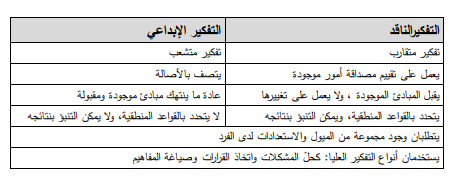 التفكيرالناقد	التفكير الإبداعي
تفكير متقارب	تفكير متشعب
يعمل على تقييم مصداقة أمور موجودة	يتصف بالأصالة
يقبل المبادئ الموجودة ، ولا يعمل على تغييرها	عادة ما ينتهك مبادئ موجودة ومقبولة
يتحدد بالقواعد المنطقية، ويمكن التنبؤ بنتائجه	لا يتحدد بالقواعد المنطقية، ولا يمكن التنبؤ بنتائجه
يتطلبان وجود مجموعة من الميول والاستعدادات لدى الفرد
يستخدمان أنواع التفكير العليا: كحلّ المشكلات واتخاذ القرارات وصياغة المفاهيم